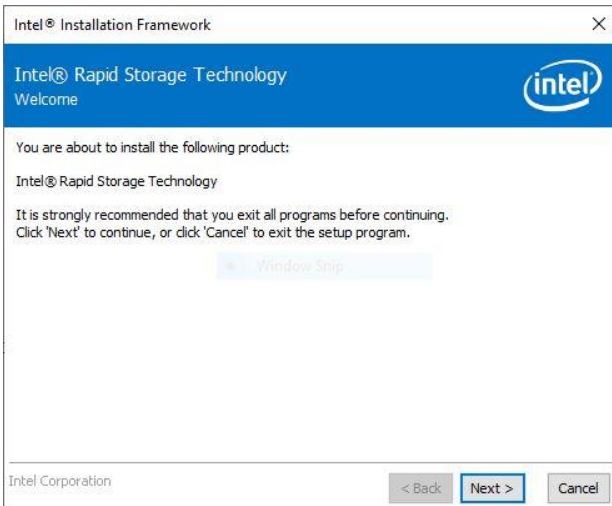 Intel® Installation Framework
Intel® Rapid Storage Technology
Welcome
intel
You are about to install the following product:
Intel® Rapid Storage Technology
It is strongly recommended that you exit all programs before continuing.
Click 'Next' to continue, or click 'Cancel' to exit the setup program.
Window Snip
Intel Corporation
< Back Next > Cancel